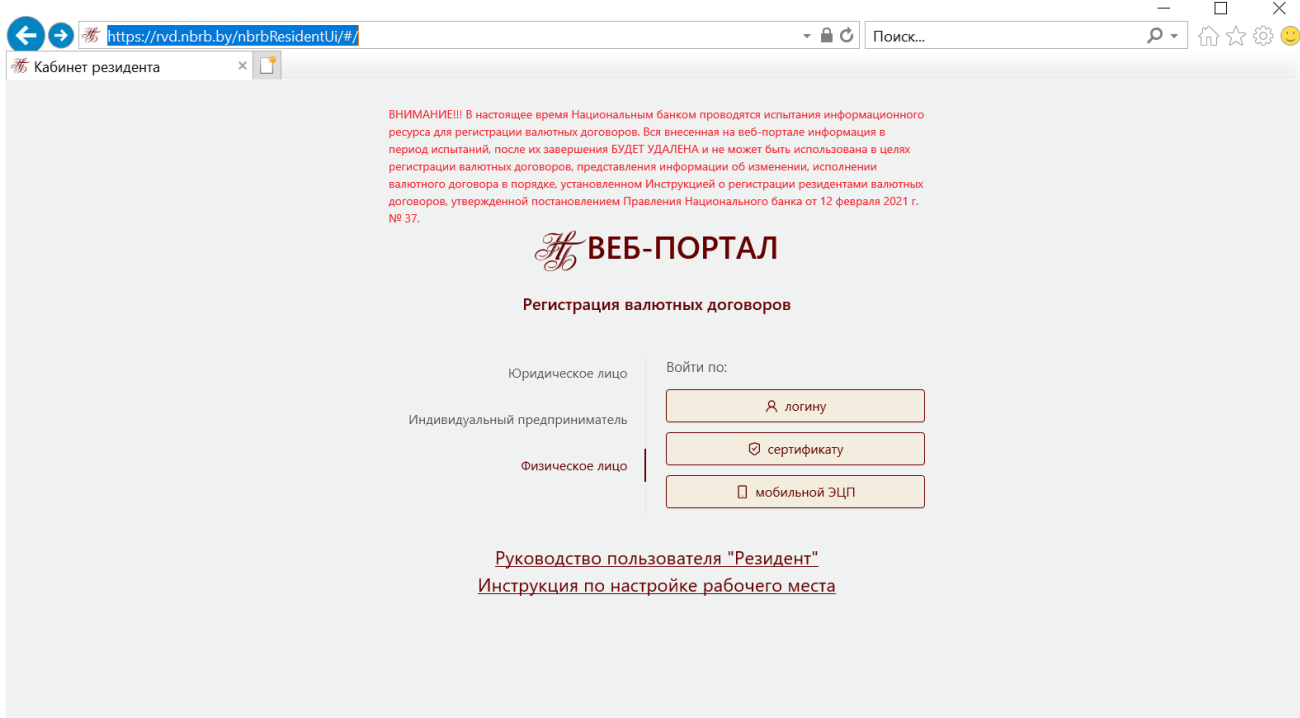 https://rvd.nbrb.by/nbrbResidentUi/#/
Поиск...
Кабинет резидента
ВНИМАНИЕ!!! В настоящее время Национальным банком проводятся испытания информационного
ресурса для регистрации валютных договоров. Вся внесенная на веб-портале информация в
период испытаний, после их завершения БУДЕТ УДАЛЕНА и не может быть использована в целях
регистрации валютных договоров, представления информации об изменении, исполнении
валютного договора в порядке, установленном Инструкцией о регистрации резидентами валютных
договоров, утвержденной постановлением Правления Национального банка от 12 февраля 2021 г.
№ 37.
ВЕБ-ПОРТАЛ
Регистрация валютных договоров
Юридическое лицо
Индивидуальный предприниматель
Физическое лицо
Войти по:
логину
сертификату
мобильной ЭЦП
Руководство пользователя "Резидент"
Инструкция по настройке рабочего места